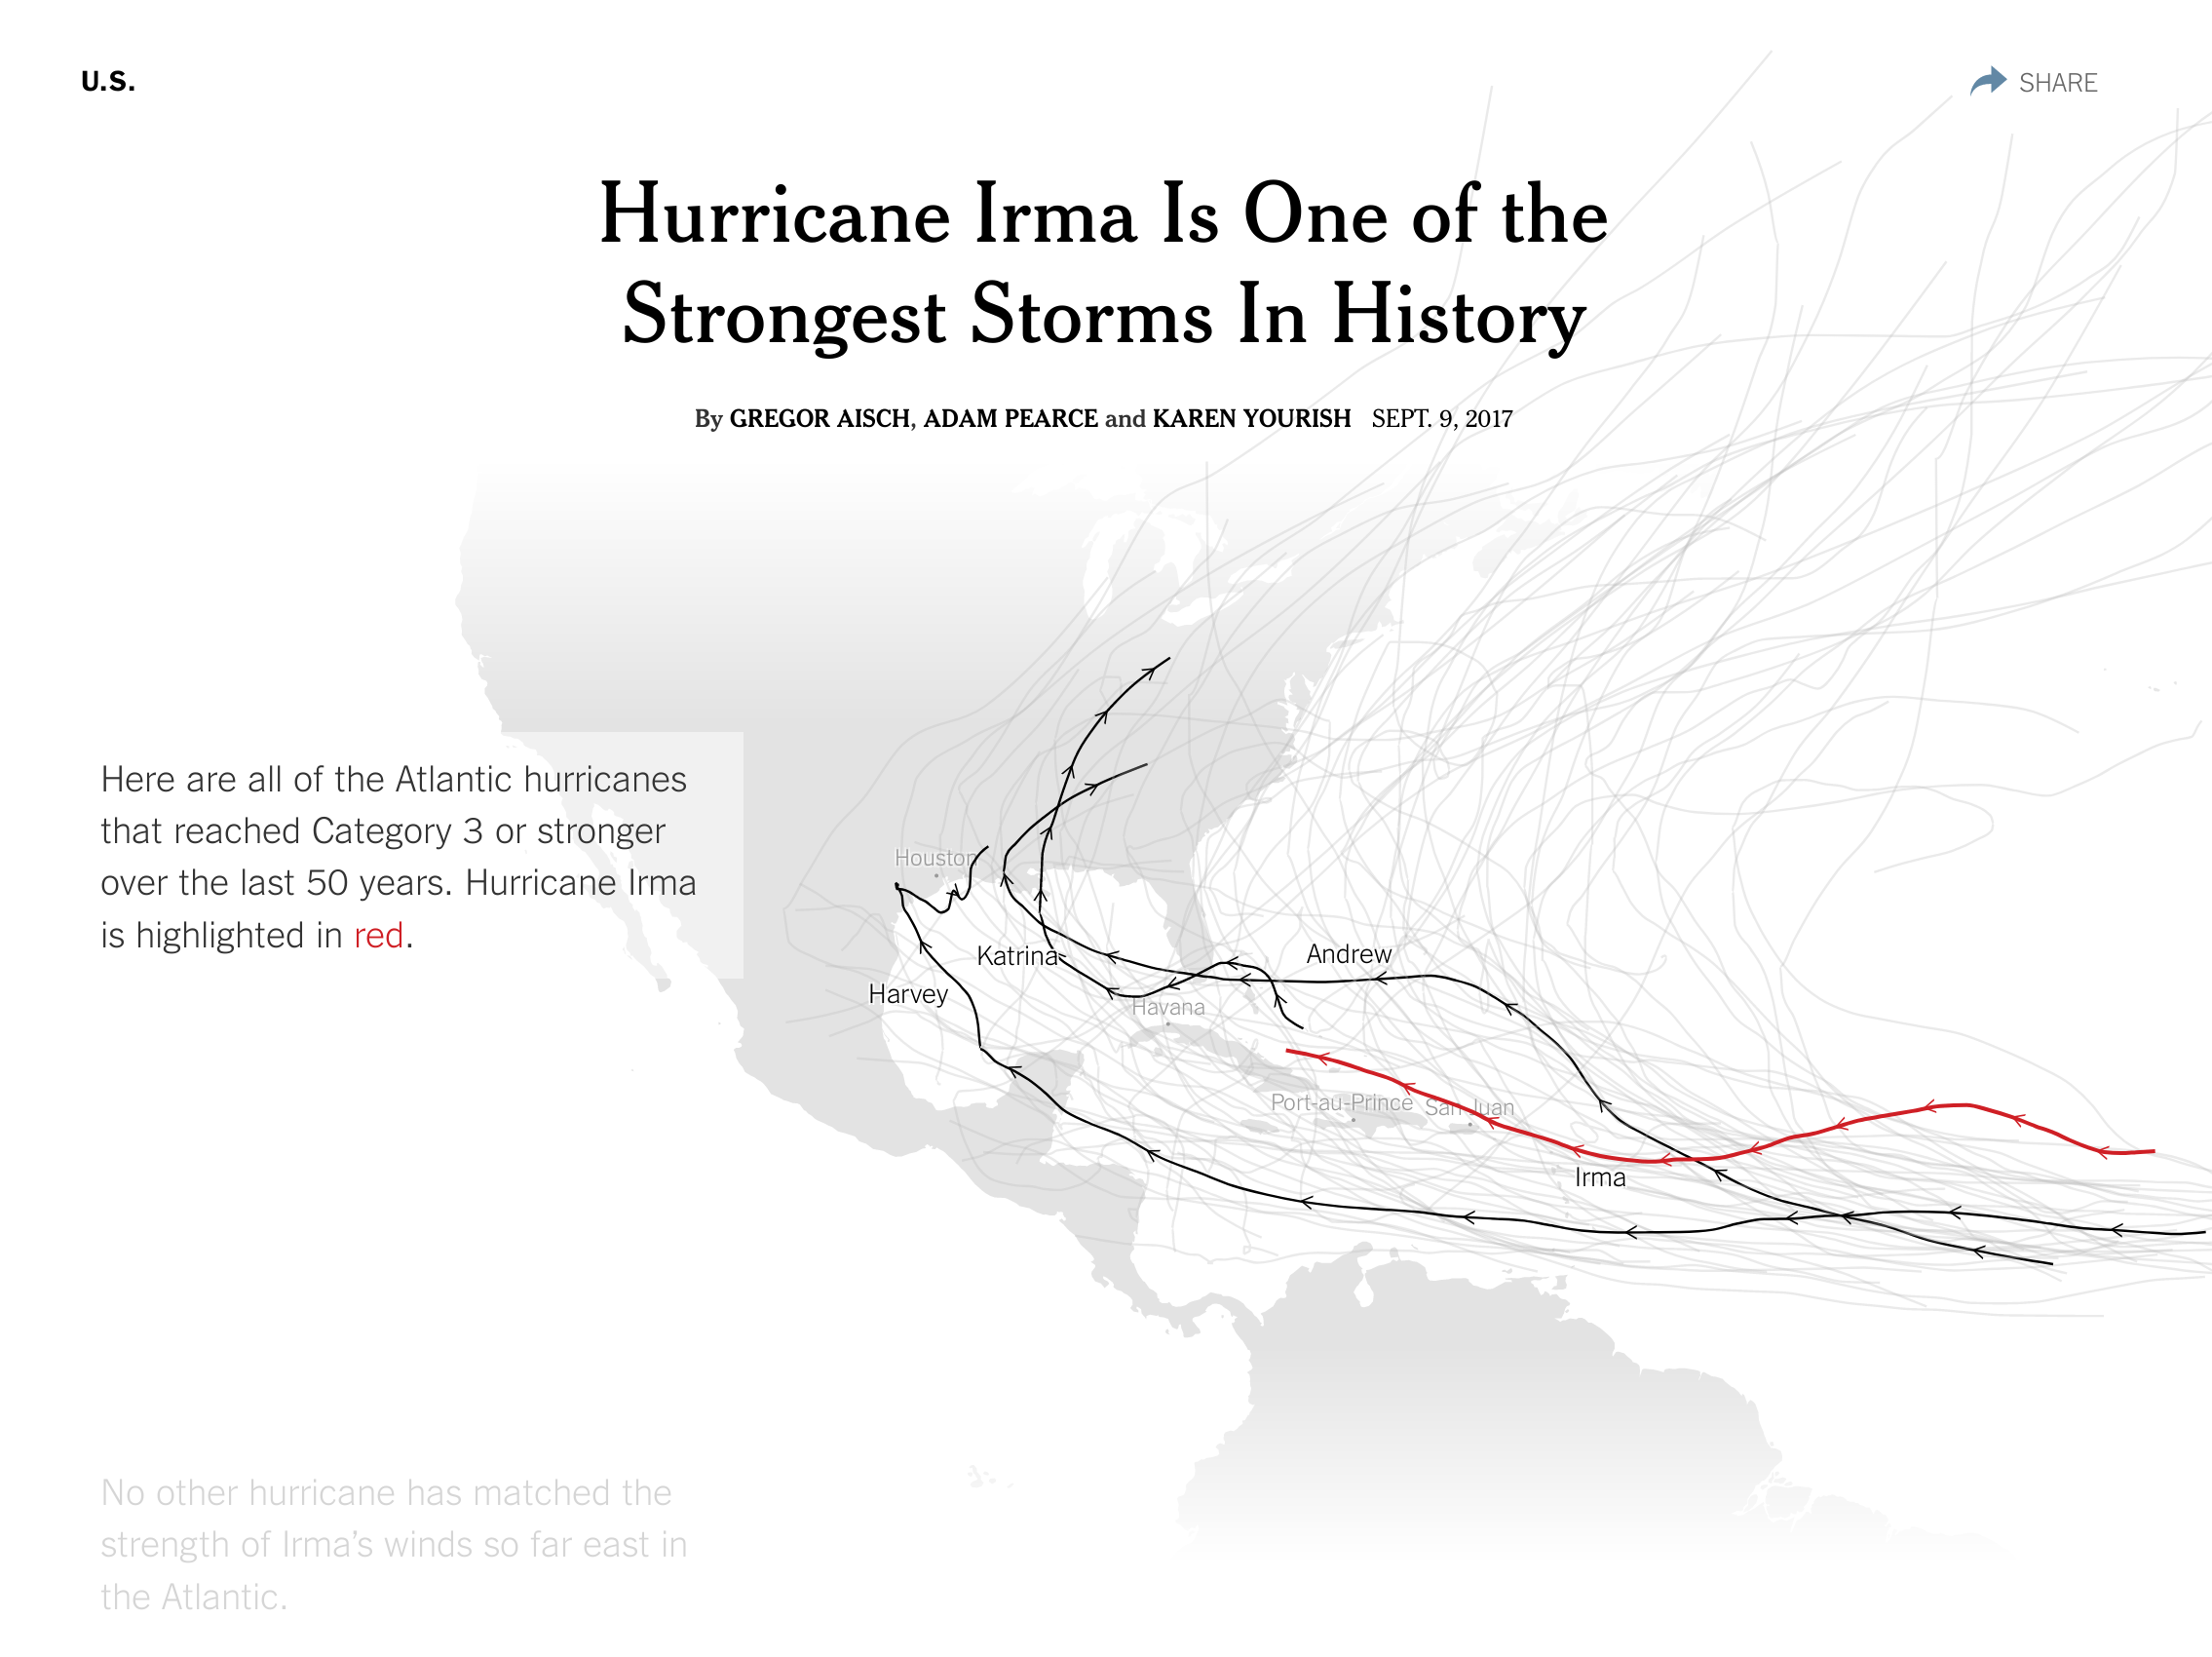 U.S.
SHARE
Hurricane Irma Is One of the
Strongest Storms In History
By GREGOR AISCH, ADAM PEARCE and KAREN YOURISH SEPT. 9, 2017
Here are all of the Atlantic hurricanes
that reached Category 3 or stronger
over the last 50 years. Hurricane Irma
is highlighted in red.
Houston
Katrina
Andrew
Harvey
Havana
Port-au-Prince
San Juan
Irma
No other hurricane has matched the
strength of Irma’s winds so far east in
the Atlantic.